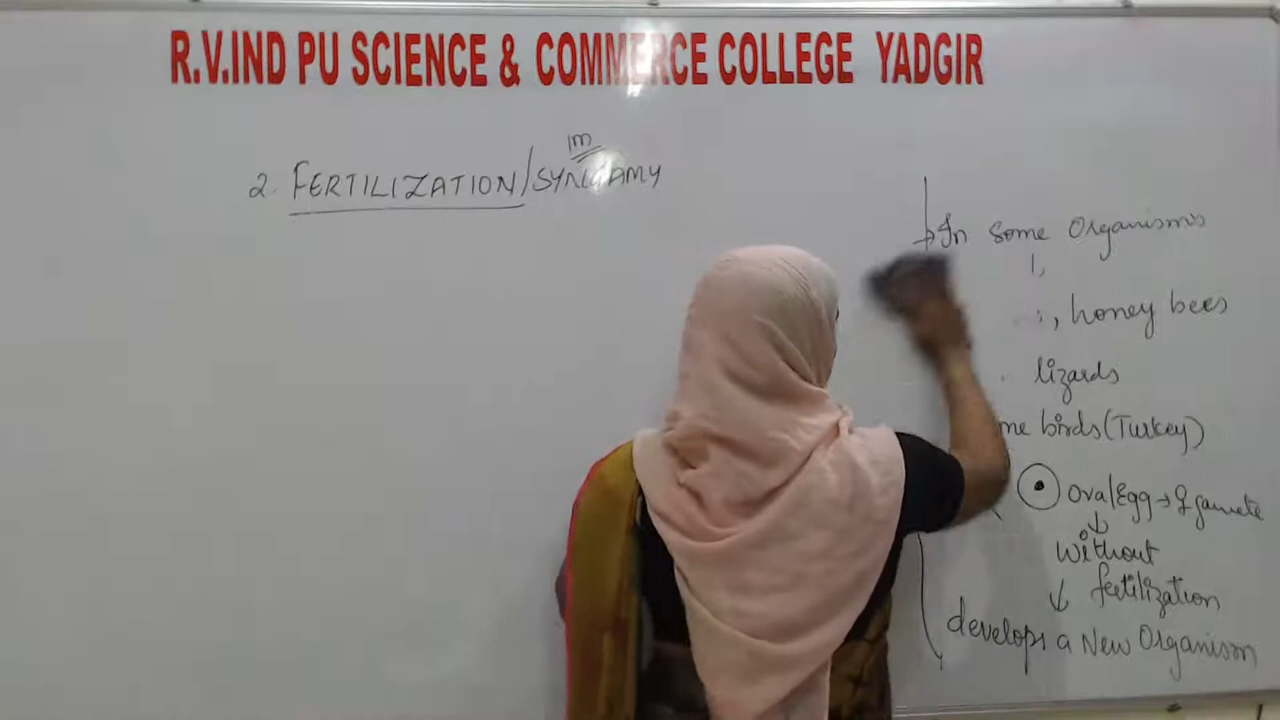 R.V.IND PU SCIENCE & COMMERCE COLLEGE YADGIR
1m
2. FERTILIZATION/SYNGAMY
→ In Some Organisms
, honey bees
lizards
me birds (Turkey)
Ova/Egg → ♀ gamete
↓
without
↓ fertilization
develops a New Organism